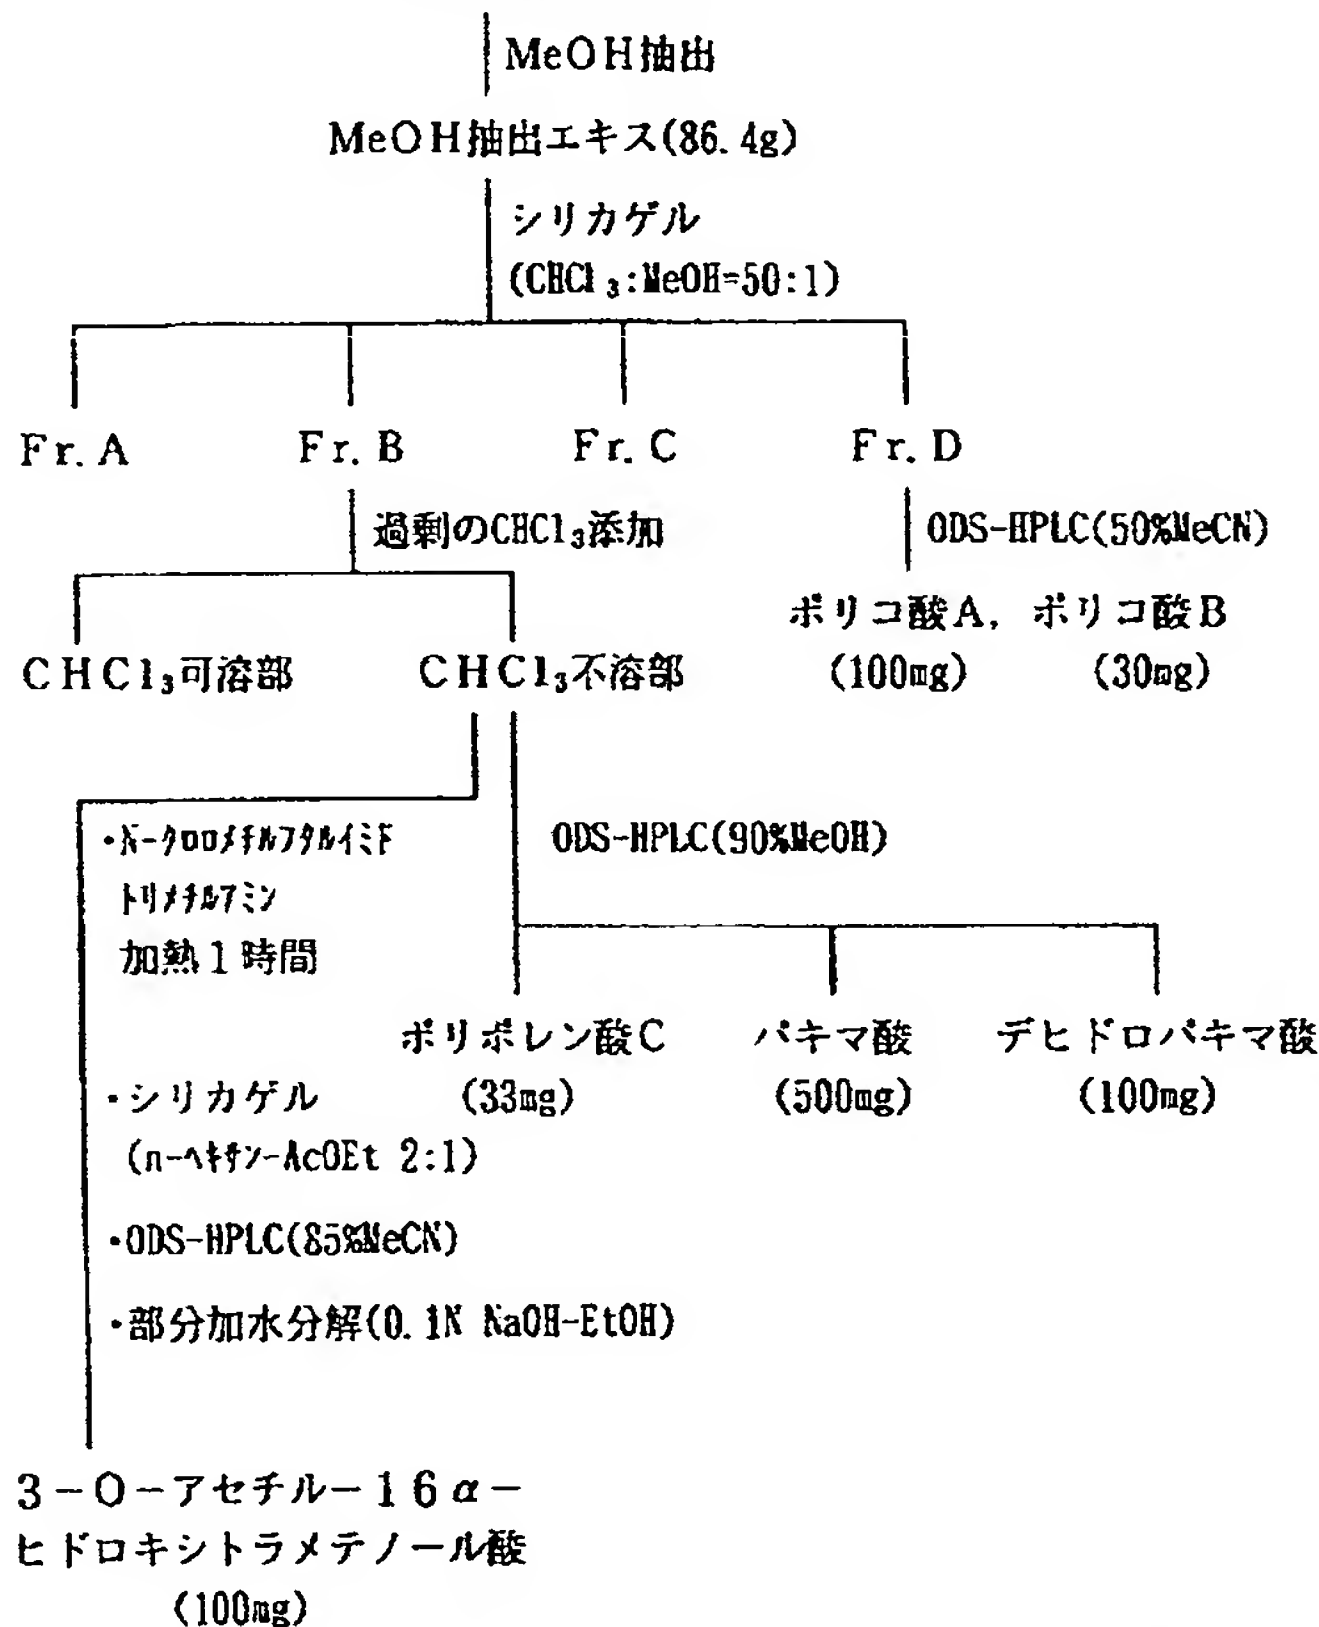 MeOH抽出
MeOH抽出エキス(86.4g)
シリカゲル
(CHCl₃:MeOH=50:1)
Fr.A
Fr.B
Fr.C
Fr.D
過剰のCHCl₃添加
ODS-HPLC(50%MeCN)
CHCl₃可溶部
CHCl₃不溶部
ポリコ酸A, ポリコ酸B
(100mg)
(30mg)
・N-クロロメチルフタルイミド
トリメチルアミン
加熱1時間
ODS-HPLC(90%MeOH)
ポリポレン酸C
(33mg)
パキマ酸
(500mg)
デヒドロパキマ酸
(100mg)
・シリカゲル
(n-ヘキサン-AcOEt 2:1)
・ODS-HPLC(85%MeCN)
・部分加水分解(0.1N NaOH-EtOH)
3-O-アセチル-16α-
ヒドロキシトラメテノール酸
(100mg)